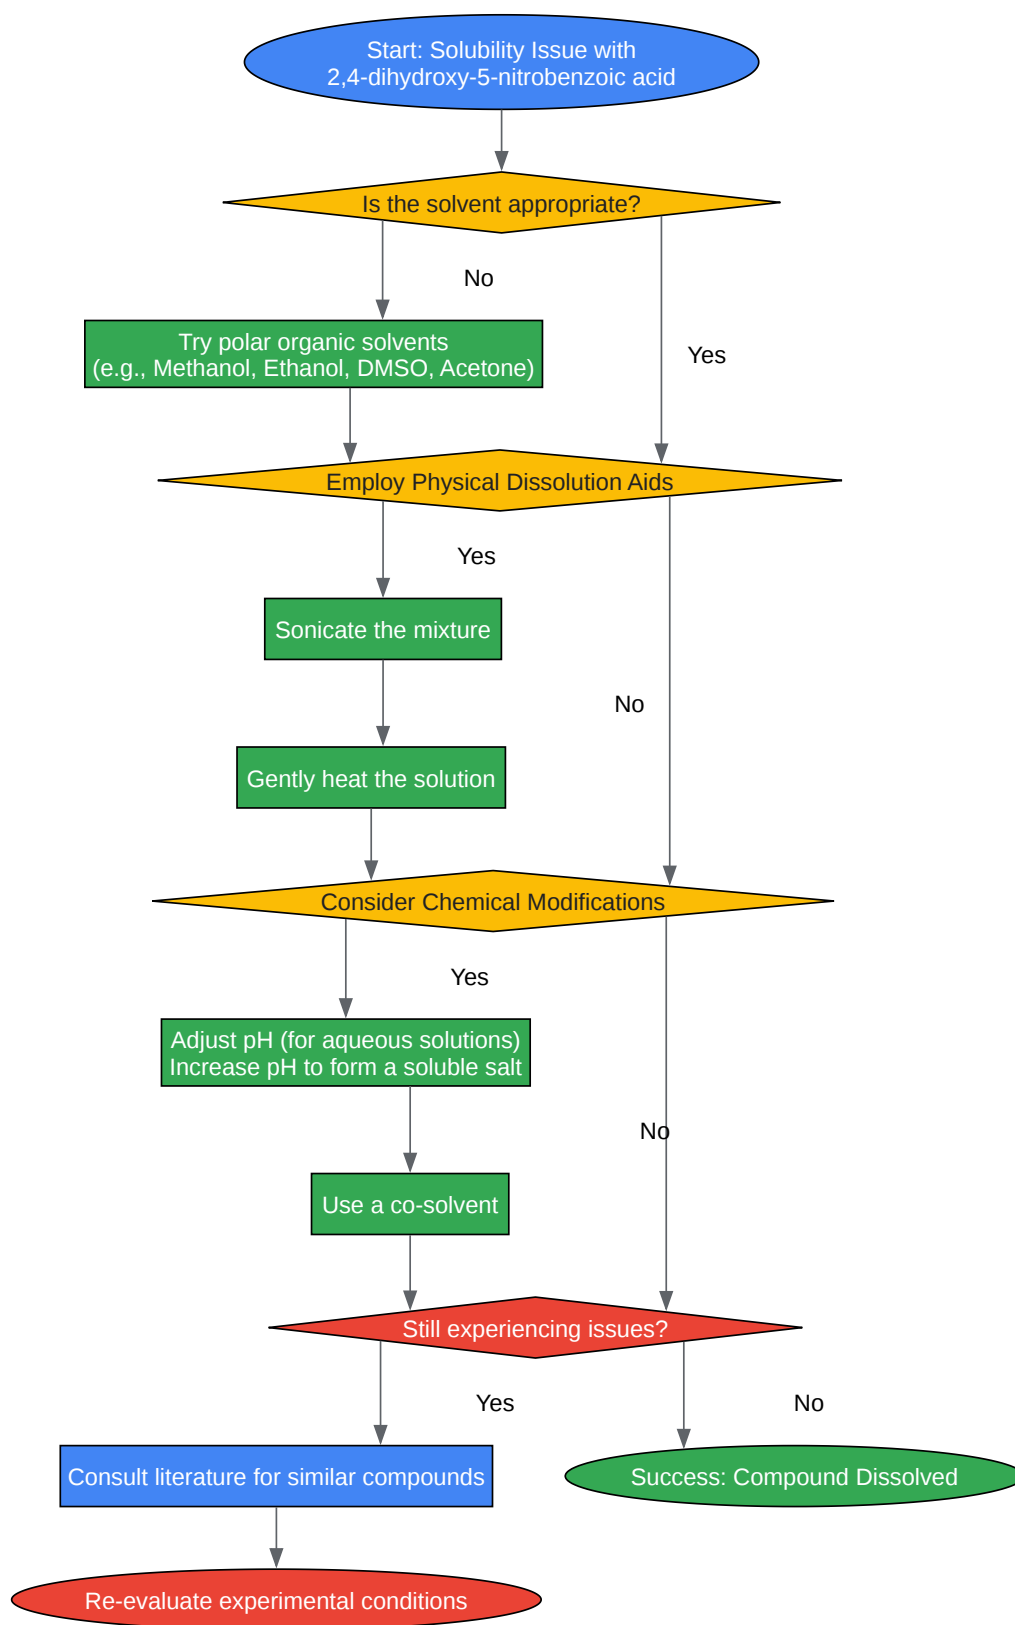 Start: Solubility Issue with
2,4-dihydroxy-5-nitrobenzoic acid
Is the solvent appropriate?
No
Yes
Try polar organic solvents
(e.g., Methanol, Ethanol, DMSO, Acetone)
Employ Physical Dissolution Aids
Yes
Sonicate the mixture
No
Gently heat the solution
Consider Chemical Modifications
Yes
Adjust pH (for aqueous solutions)
Increase pH to form a soluble salt
No
Use a co-solvent
Still experiencing issues?
Yes
No
Consult literature for similar compounds
Success: Compound Dissolved
Re-evaluate experimental conditions